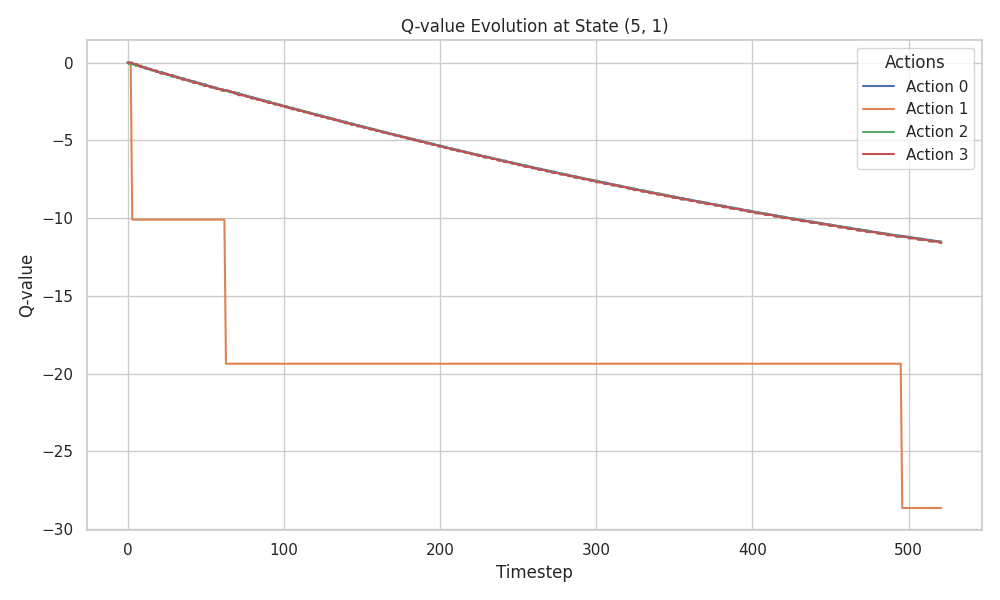 Q-value Evolution at State (5, 1)
Actions
Action 0
Action 1
Action 2
Action 3
Q-value
0
−5
−10
−15
−20
−25
−30
0 100 200 300 400 500
Timestep